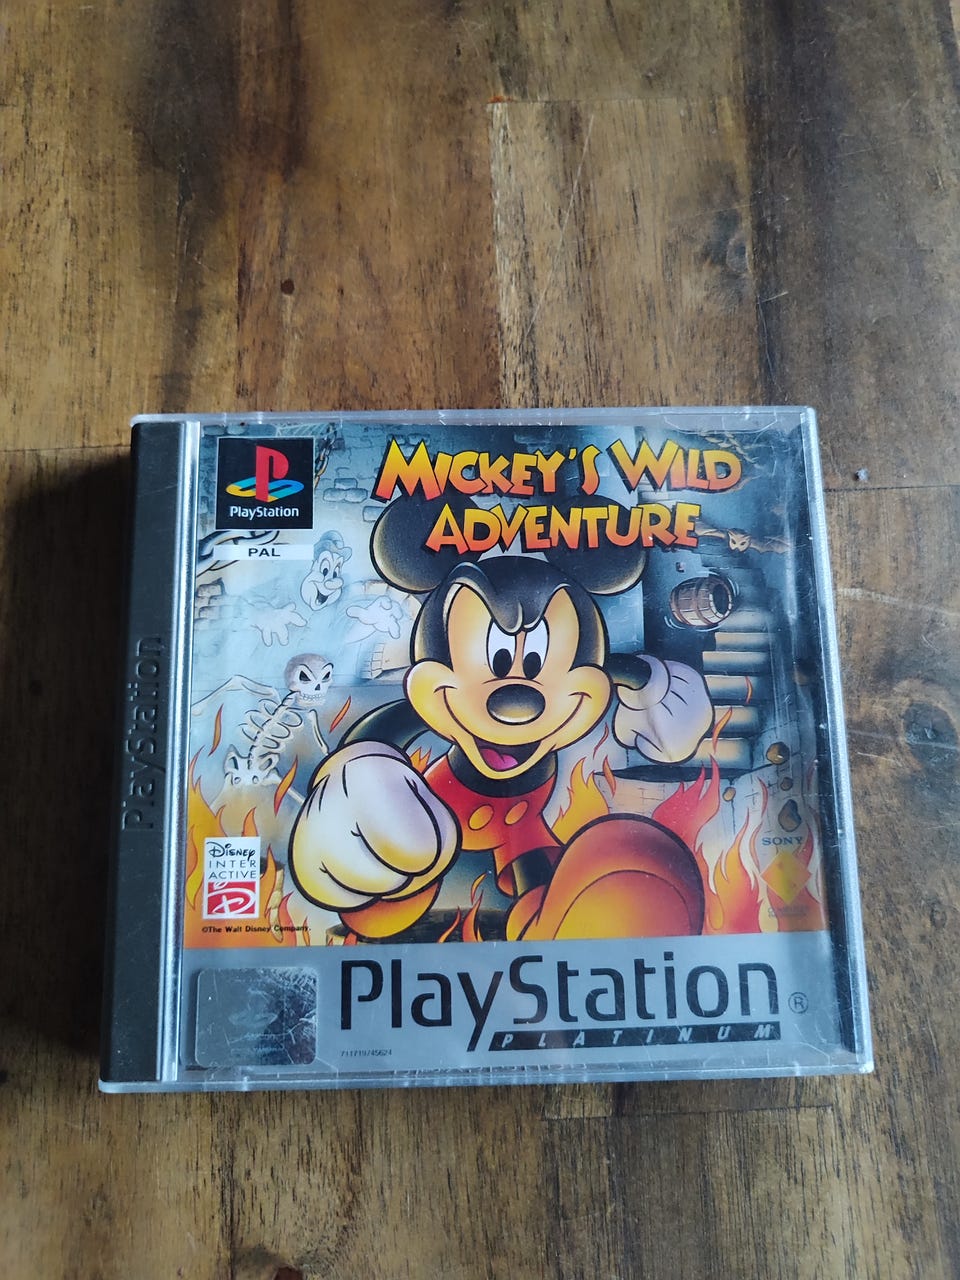 MICKEY'S WILD
ADVENTURE
PlayStation
PAL
PlayStation
DISNEY
INTER
ACTIVE
©The Walt Disney Company.
SONY
PlayStation®
PLATINUM